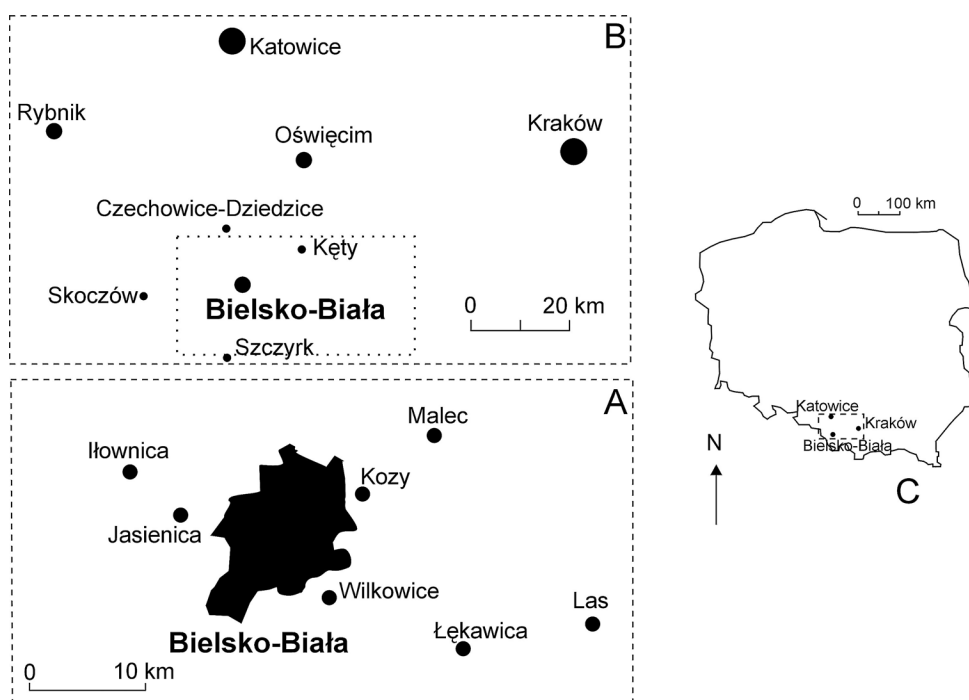 B
Katowice
Rybnik
Oświęcim
Kraków
Czechowice-Dziedzice
Kęty
Skoczów
Bielsko-Biała
0 20 km
Szczyrk
A
Malec
Iłownica
Kozy
Jasienica
Wilkowice
Las
Łękawica
Bielsko-Biała
0 10 km
0 100 km
Katowice
Kraków
Bielsko-Biała
N
C